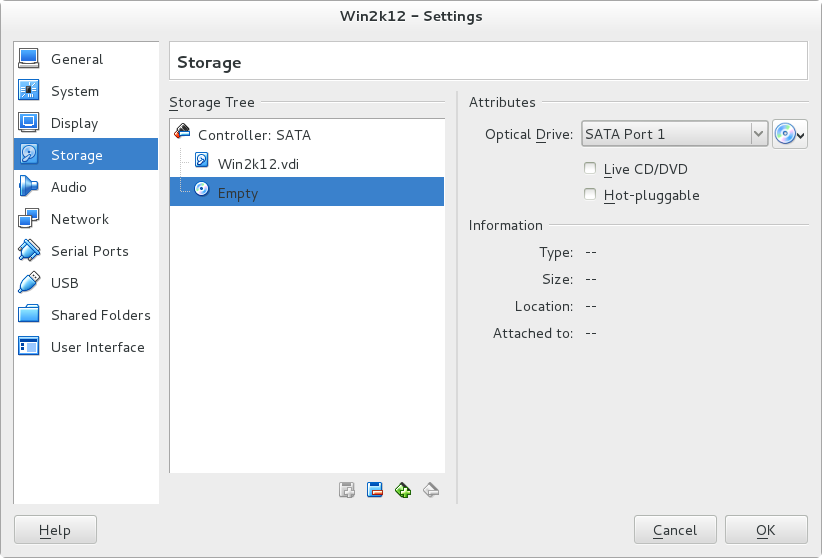 Win2k12 – Settings
General
System
Display
Storage
Audio
Network
Serial Ports
USB
Shared Folders
User Interface
Storage
Storage Tree
Controller: SATA
Win2k12.vdi
Empty
Attributes
Optical Drive: SATA Port 1
Live CD/DVD
Hot-pluggable
Information
Type: --
Size: --
Location: --
Attached to: --
Help
Cancel
OK